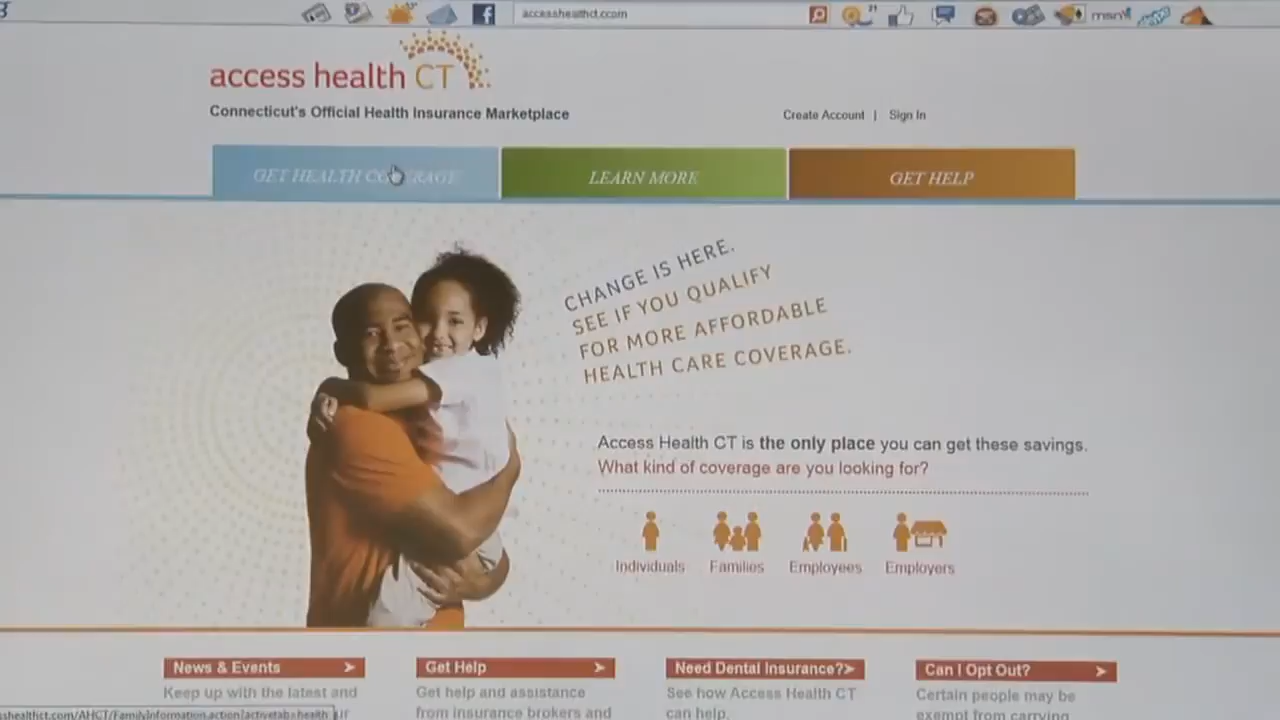 accesshealthct.com
msn
access health CT
Connecticut's Official Health Insurance Marketplace
Create Account | Sign In
GET HEALTH COVERAGE
LEARN MORE
GET HELP
CHANGE IS HERE.
SEE IF YOU QUALIFY
FOR MORE AFFORDABLE
HEALTH CARE COVERAGE.
Access Health CT is the only place you can get these savings.
What kind of coverage are you looking for?
Individuals Families Employees Employers
News & Events
Keep up with the latest and
Get Help
Get help and assistance
from insurance brokers and
Need Dental Insurance?
See how Access Health CT
can help.
Can I Opt Out?
Certain people may be
exempt from carrying